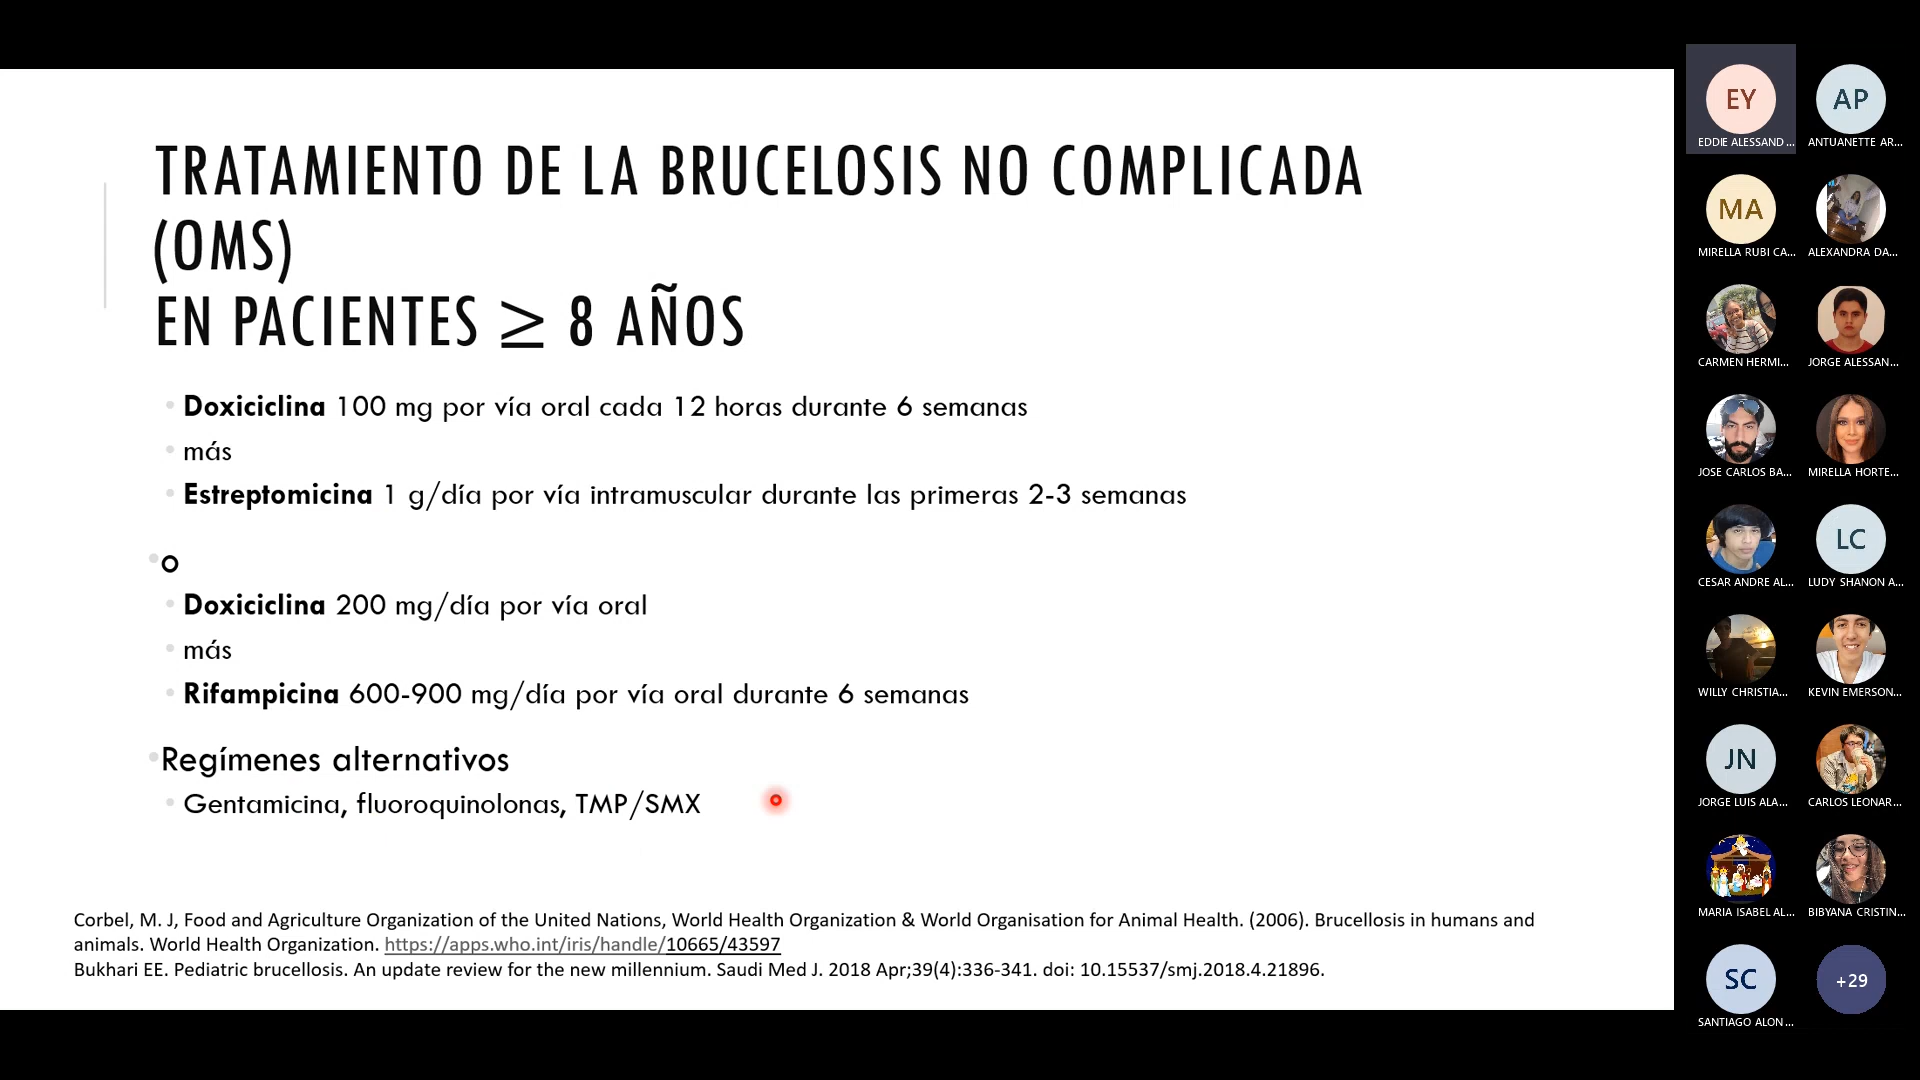 TRATAMIENTO DE LA BRUCELOSIS NO COMPLICADA
(OMS)
EN PACIENTES ≥ 8 AÑOS
• Doxiciclina 100 mg por vía oral cada 12 horas durante 6 semanas
• más
• Estreptomicina 1 g/día por vía intramuscular durante las primeras 2-3 semanas
• o
• Doxiciclina 200 mg/día por vía oral
• más
• Rifampicina 600-900 mg/día por vía oral durante 6 semanas
• Regímenes alternativos
• Gentamicina, fluoroquinolonas, TMP/SMX
Corbel, M. J, Food and Agriculture Organization of the United Nations, World Health Organization & World Organisation for Animal Health. (2006). Brucellosis in humans and
animals. World Health Organization. https://apps.who.int/iris/handle/10665/43597
Bukhari EE. Pediatric brucellosis. An update review for the new millennium. Saudi Med J. 2018 Apr;39(4):336-341. doi: 10.15537/smj.2018.4.21896.
EY
AP
EDDIE ALESSAND...
ANTUANETTE AR...
MA
MIRELLA RUBI CA...
ALEXANDRA DA...
CARMEN HERMI...
JORGE ALESSAN...
JOSE CARLOS BA...
MIRELLA HORTE...
LC
CESAR ANDRE AL...
LUDY SHANON A...
WILLY CHRISTIA...
KEVIN EMERSON...
JN
JORGE LUIS ALA...
CARLOS LEONAR...
MARIA ISABEL AL...
BIBYANA CRISTIN...
SC
+29
SANTIAGO ALON...